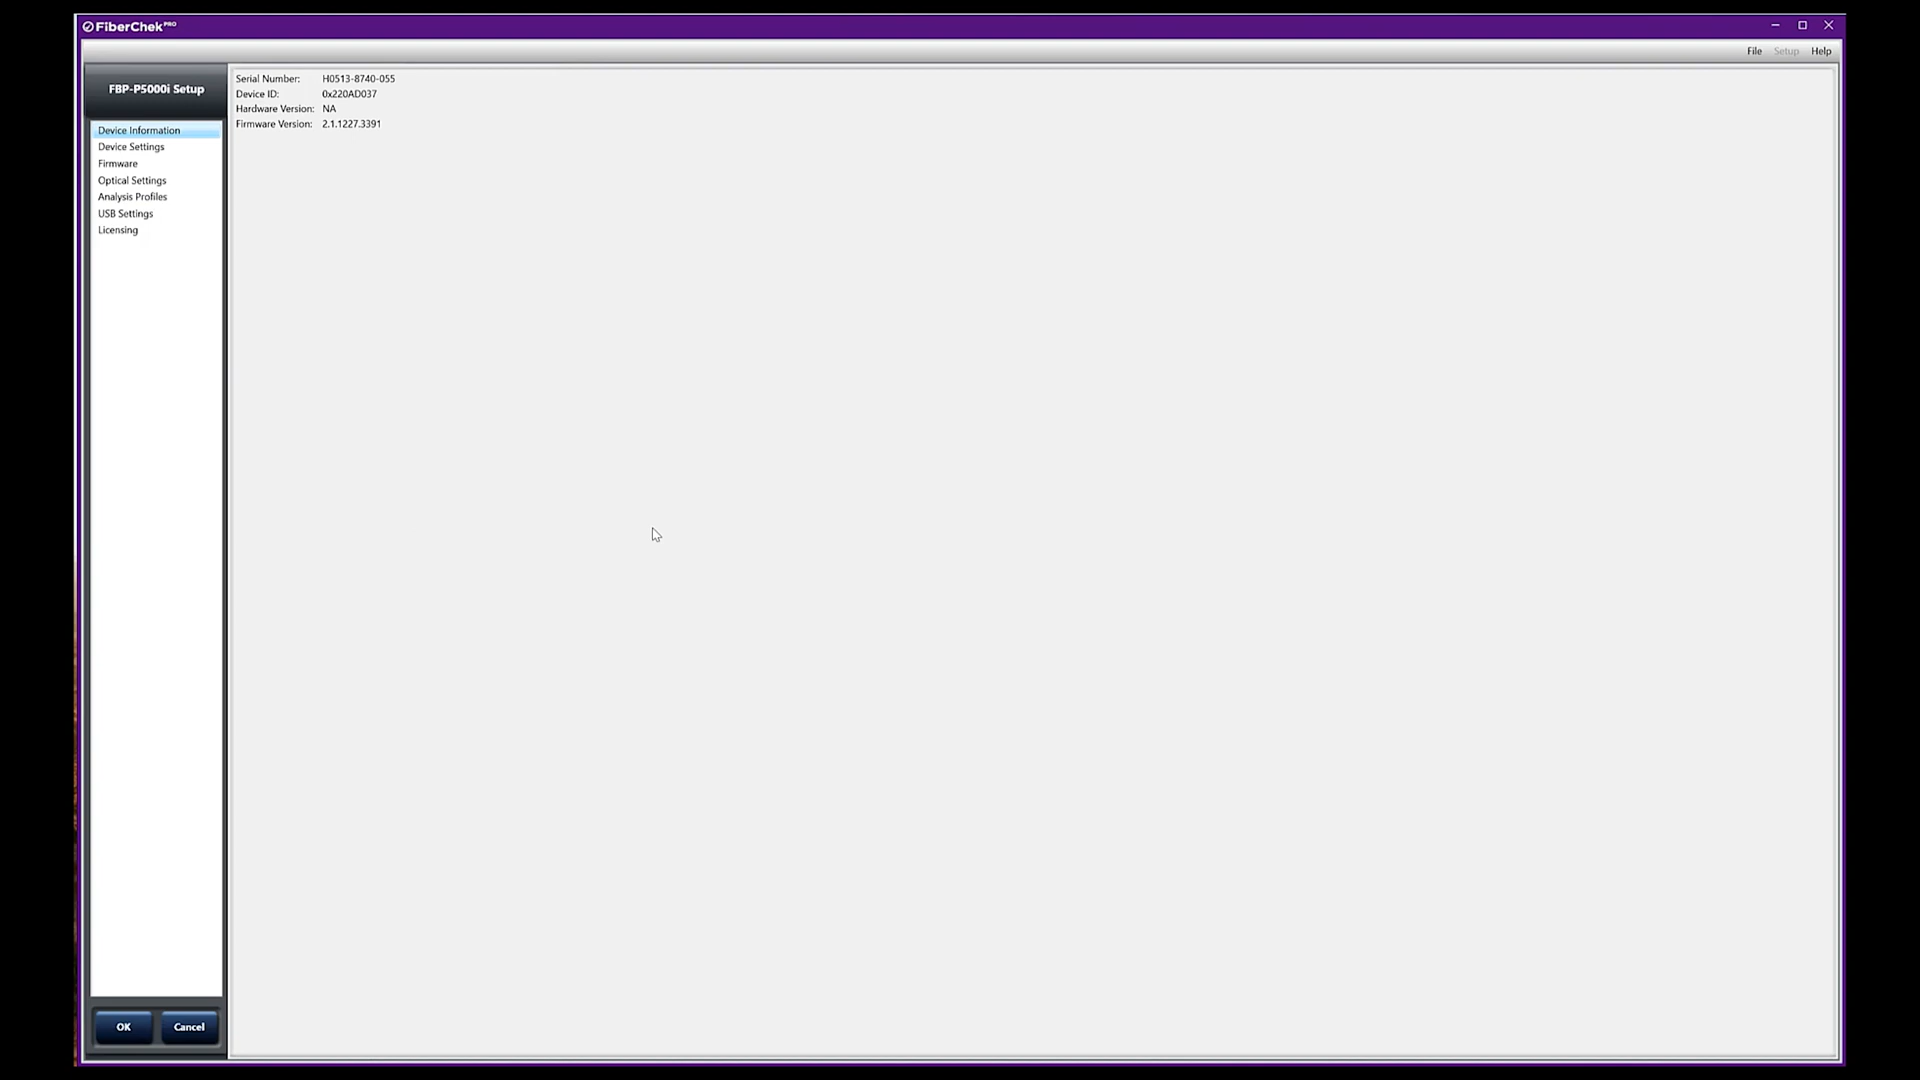 FiberChek PRO
File Setup Help
FBP-P5000i Setup
Device Information
Device Settings
Firmware
Optical Settings
Analysis Profiles
USB Settings
Licensing
Serial Number: H0513-8740-055
Device ID: 0x220AD037
Hardware Version: NA
Firmware Version: 2.1.1227.3391
OK Cancel